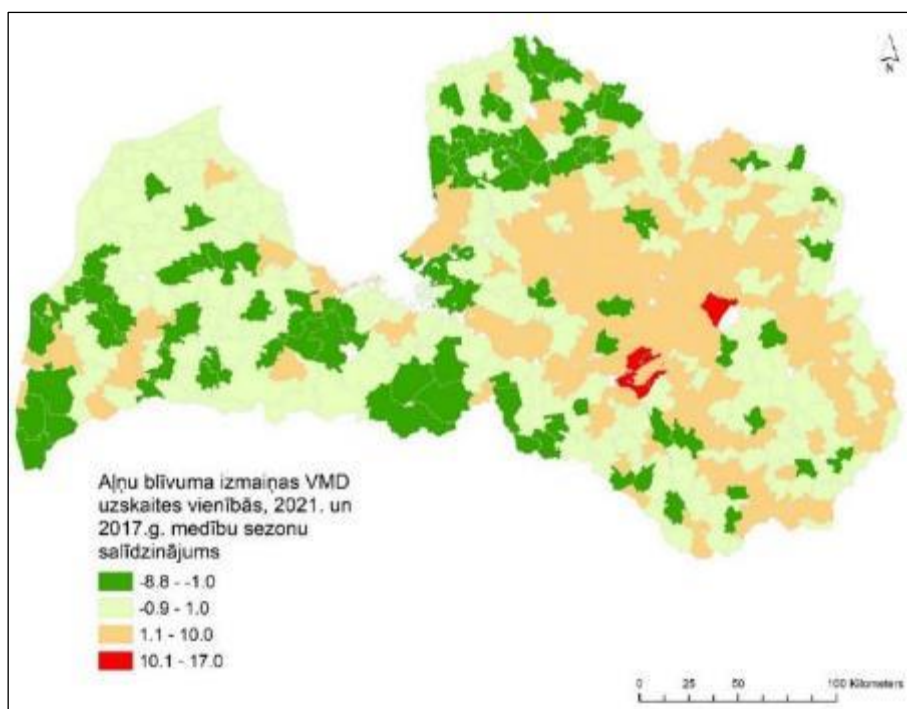 N
Aļņu blīvuma izmaiņas VMD
uzskaites vienībās, 2021. un
2017.g. medību sezonu
salīdzinājums
-8.8 - -1.0
-0.9 - 1.0
1.1 - 10.0
10.1 - 17.0
0 25 50 100 Kilometers